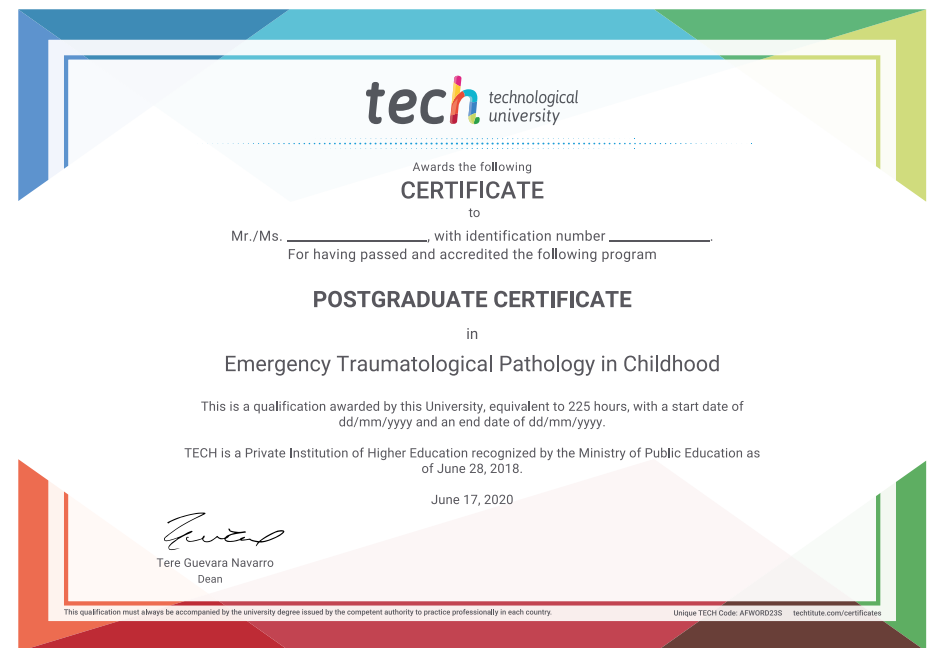 tech technological
university
Awards the following
CERTIFICATE
to
Mr./Ms. ____________________, with identification number ______________.
For having passed and accredited the following program
POSTGRADUATE CERTIFICATE
in
Emergency Traumatological Pathology in Childhood
This is a qualification awarded by this University, equivalent to 225 hours, with a start date of
dd/mm/yyyy and an end date of dd/mm/yyyy.
TECH is a Private Institution of Higher Education recognized by the Ministry of Public Education as
of June 28, 2018.
June 17, 2020
Tere Guevara Navarro
Dean
This qualification must always be accompanied by the university degree issued by the competent authority to practice professionally in each country. Unique TECH Code: AFWORD23S techtitute.com/certificates